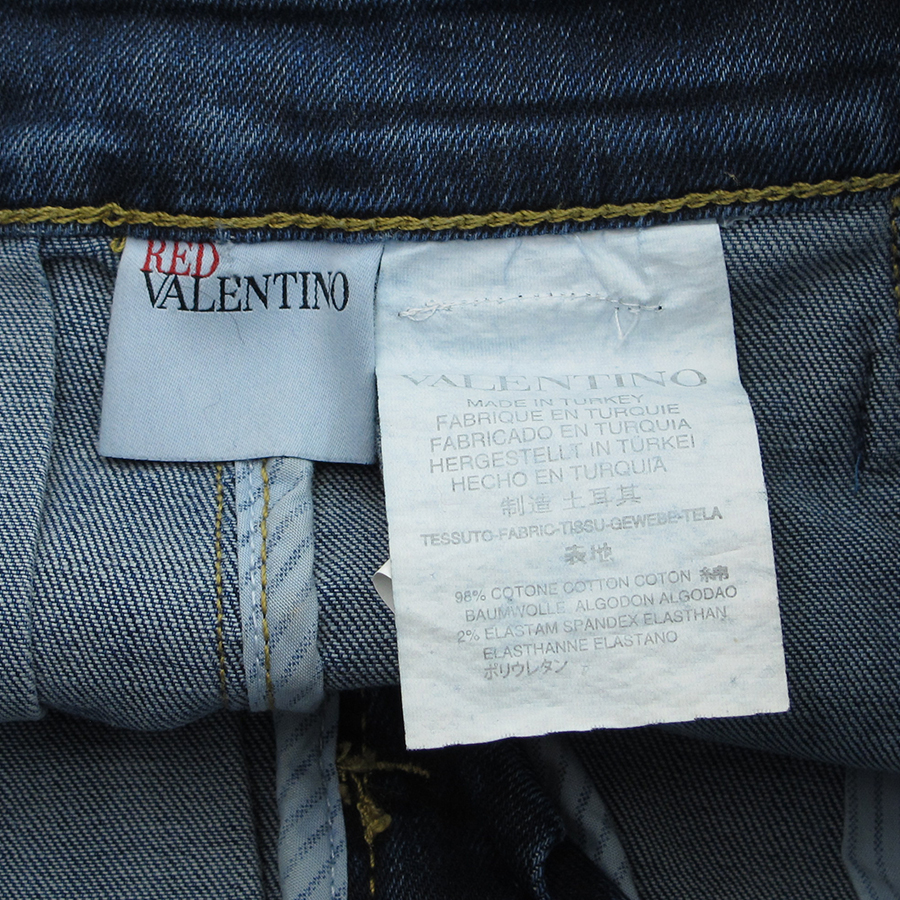 RED
VALENTINO
VALENTINO
MADE IN TURKEY
FABRIQUE EN TURQUIE
FABRICADO EN TURQUIA
HERGESTELLT IN TÜRKEI
HECHO EN TURQUIA
制造 土耳其
TESSUTO-FABRIC-TISSU-GEWEBE-TELA
表地
98% COTONE COTTON COTON 綿
BAUMWOLLE ALGODON ALGODAO
2% ELASTAM SPANDEX ELASTHAN
ELASTHANNE ELASTANO
ポリウレタン